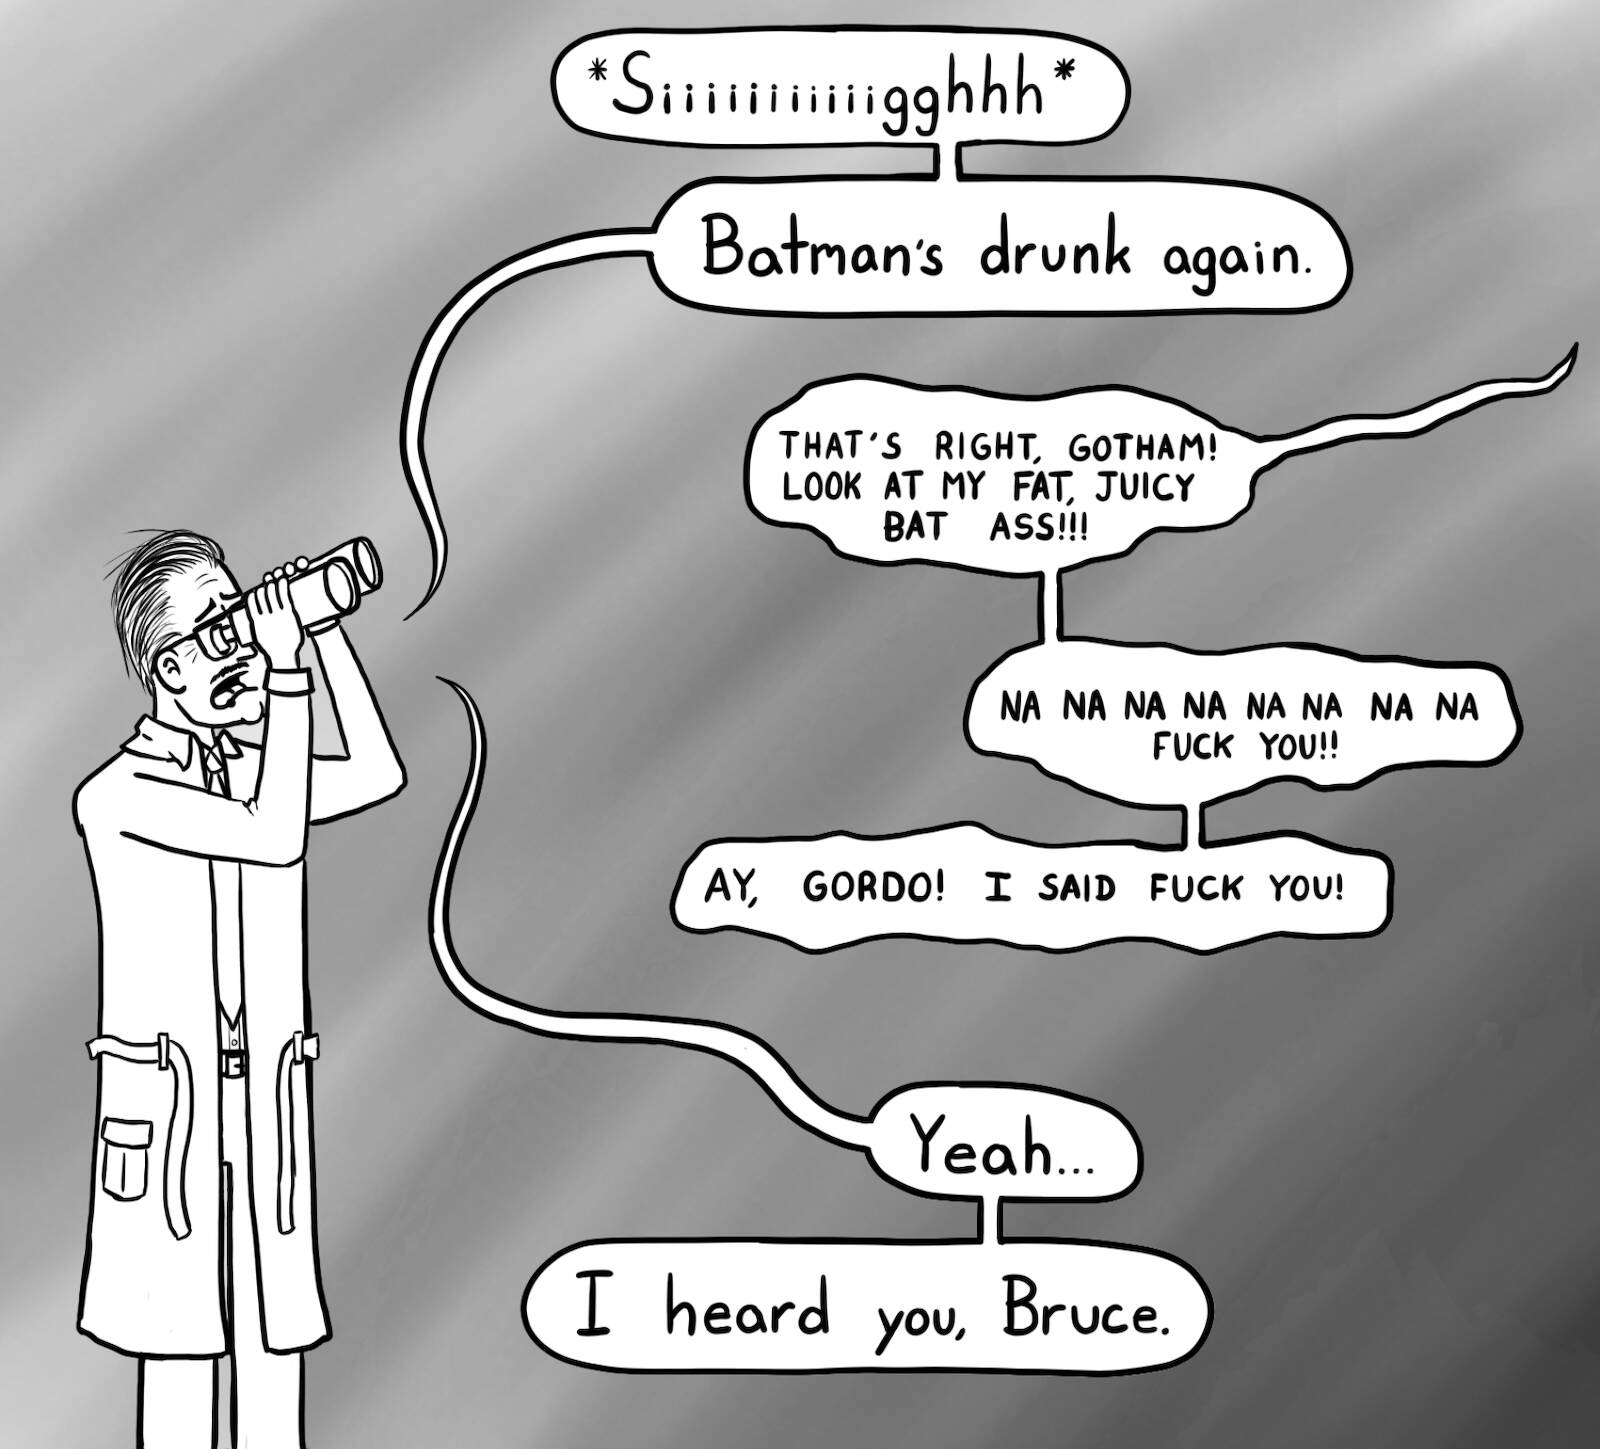 *Siiiiiiiiiiiigghhh*
Batman's drunk again.
THAT'S RIGHT, GOTHAM!
LOOK AT MY FAT, JUICY
BAT ASS!!!
NA NA NA NA NA NA NA NA
FUCK YOU!!
AY, GORDO! I SAID FUCK YOU!
Yeah...
I heard you, Bruce.